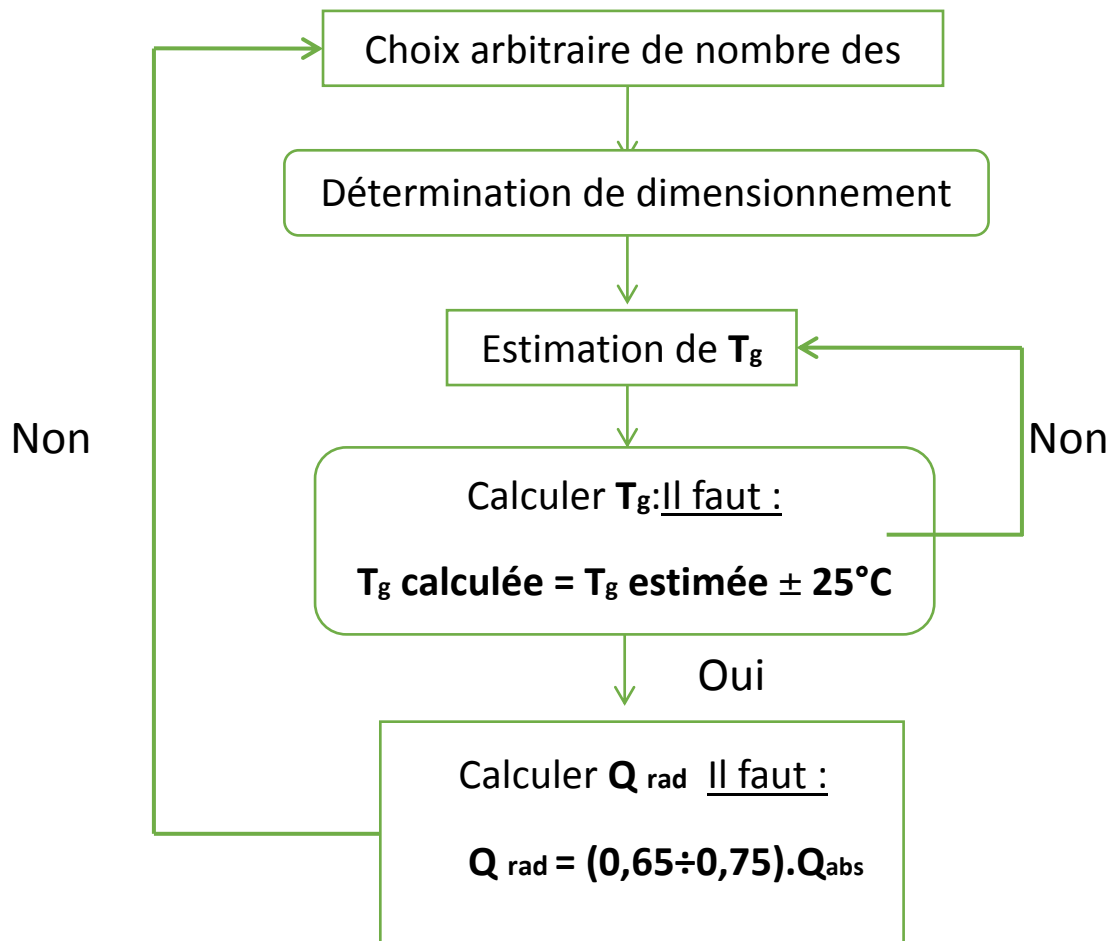 Choix arbitraire de nombre des
Détermination de dimensionnement
Estimation de Tg
Non
Non
Calculer Tg:Il faut :
Tg calculée = Tg estimée ± 25°C
Oui
Calculer Q rad Il faut :
Q rad = (0,65÷0,75).Qabs